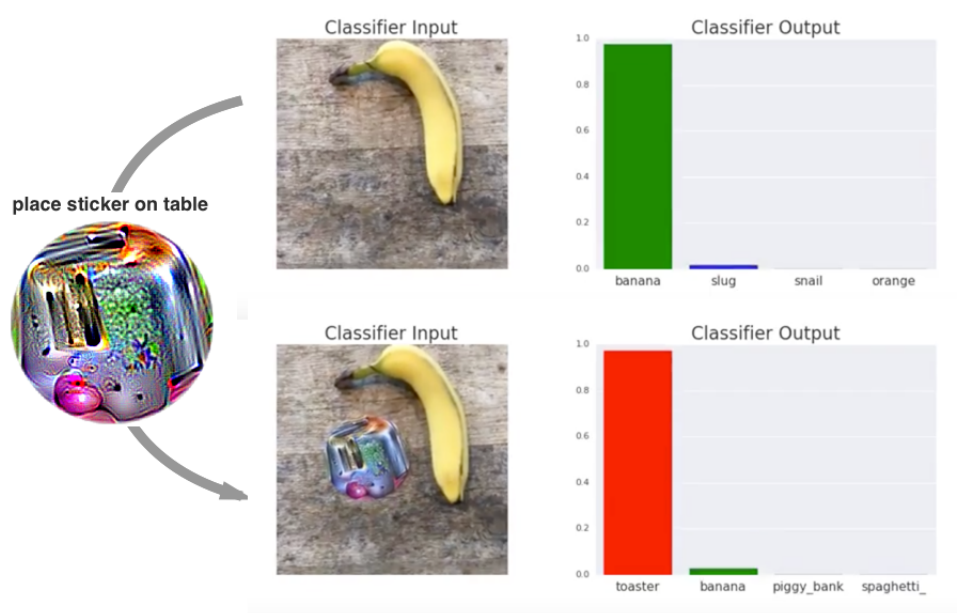 Classifier Input
Classifier Output
1.0
0.8
0.6
0.4
0.2
0.0
banana slug snail orange
place sticker on table
Classifier Input
Classifier Output
1.0
0.8
0.6
0.4
0.2
0.0
toaster banana piggy_bank spaghetti_